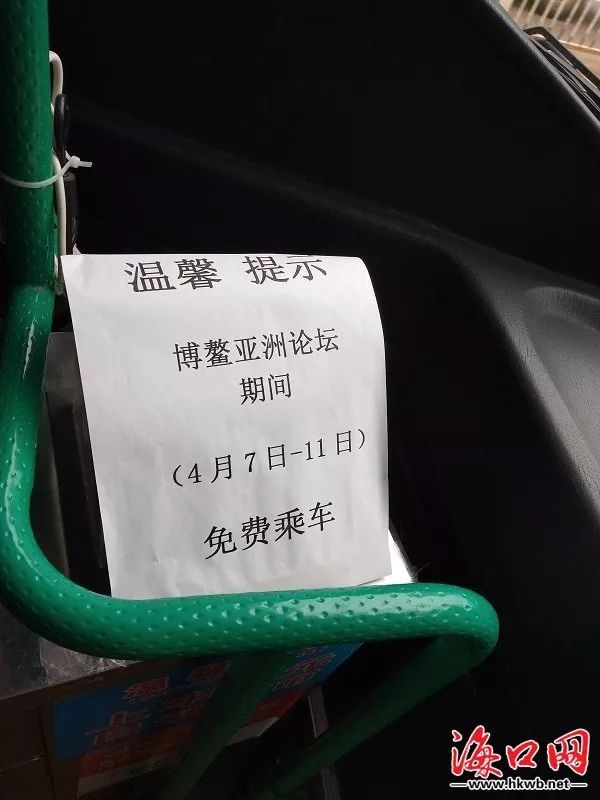 温馨 提示
博鳌亚洲论坛
期间
（4月7日-11日）
免费乘车
海口网
www.hkwb.net